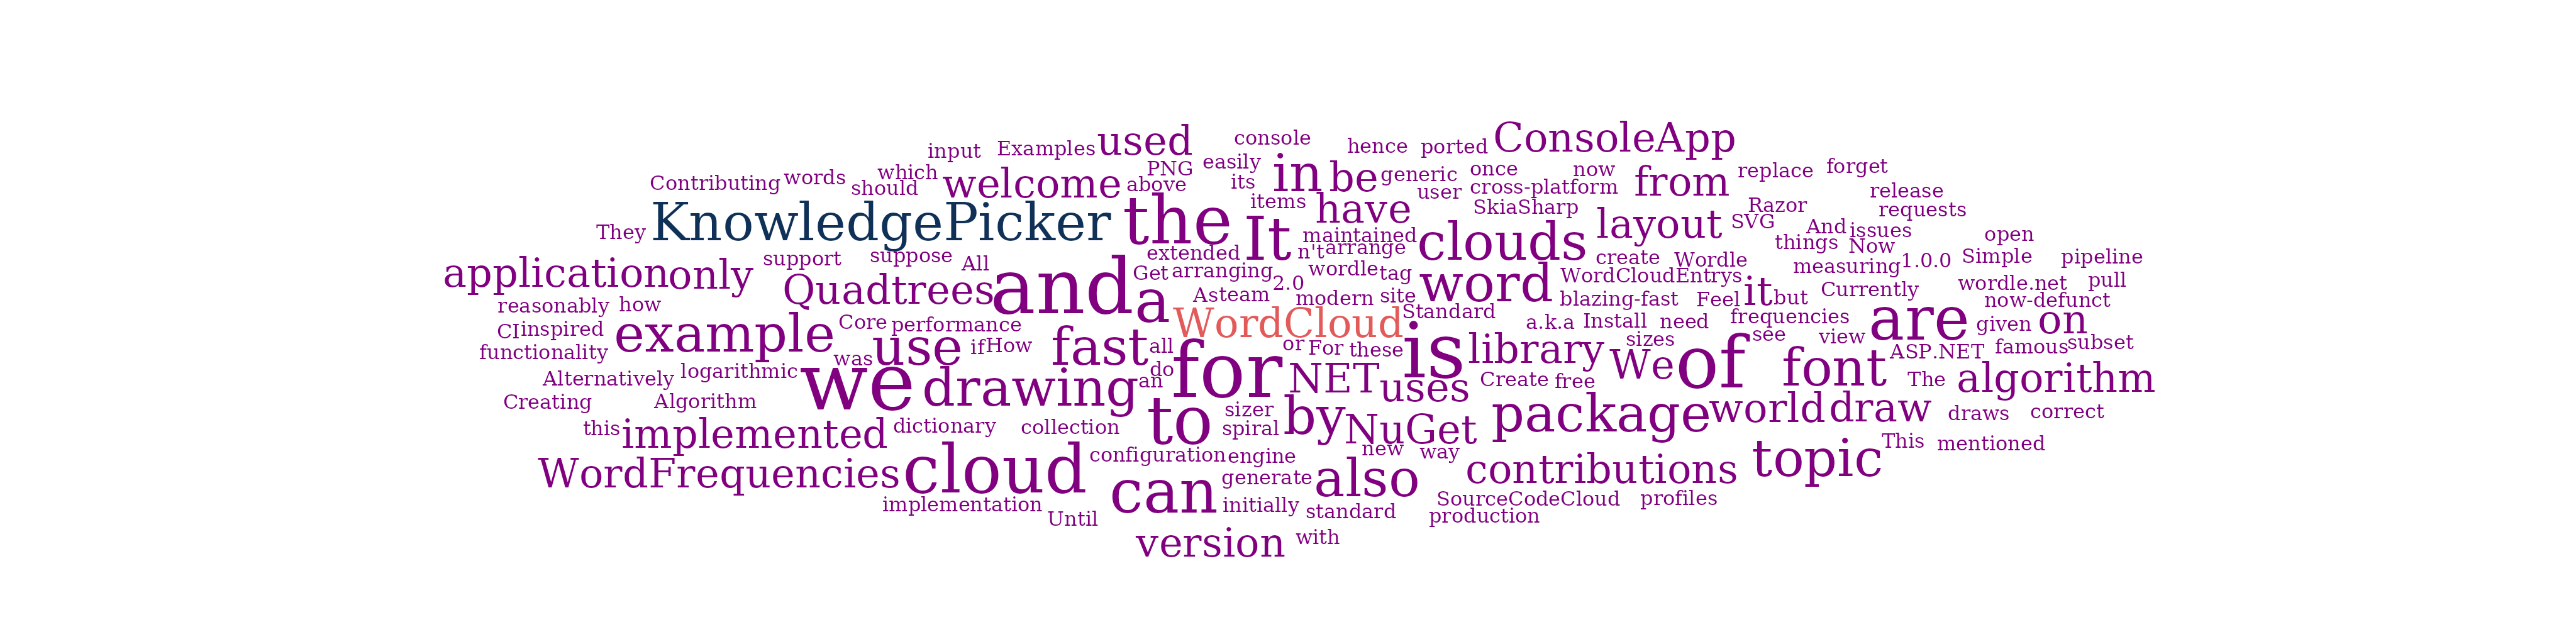 used console hence ported ConsoleApp
input Examples
Contributing words which should welcome PNG easily above its in be generic once now cross-platform from replace forget
user release
They KnowledgePicker the It items have SkiaSharp layout SVG Razor requests
maintained clouds And issues
application only support suppose All extended n't arrange create Wordle things Now open
Quadtrees and Get arranging 2.0 wordle tag word WordCloudEntrys measuring 1.0.0 Simple pipeline
reasonably how a As team modern site blazing-fast Feel it but Currently wordle.net pull
now-defunct
CI inspired example Core performance WordCloud Standard a.k.a Install need frequencies are given on
functionality was use if How fast all for or For these is library sizes see view ASP.NET famous subset
Alternatively logarithmic we drawing an do NET uses Create free We of font The algorithm
Creating Algorithm to sizer by package world draw draws correct
this implemented dictionary collection spiral NuGet This mentioned
WordFrequencies cloud configuration engine new way contributions topic
can generate also
implementation Until initially standard SourceCodeCloud profiles
production
version with